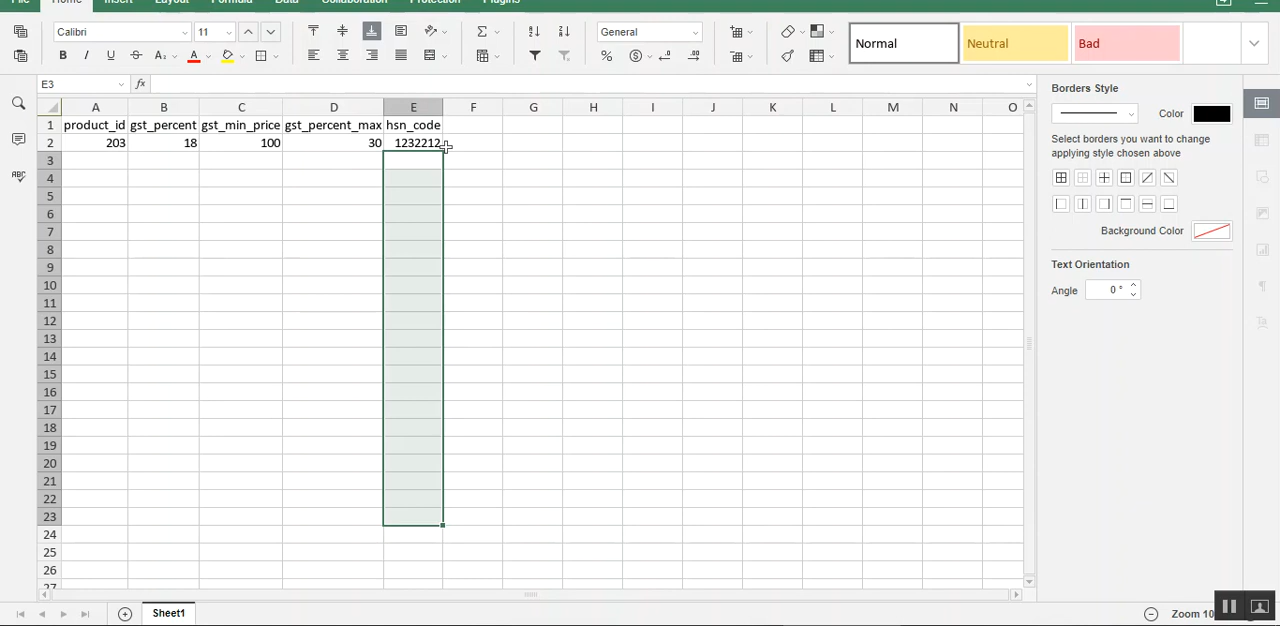 File Home Insert Layout Formula Data Collaboration Protection Plugins
Calibri 11 General Normal Neutral Bad
E3 fx
Borders Style
Color
Select borders you want to change
applying style chosen above
Background Color
Text Orientation
Angle 0 °
A B C D E F G H I J K L M N O
1 product_id gst_percent gst_min_price gst_percent_max hsn_code
2 203 18 100 30 1232212
3
4
5
6
7
8
9
10
11
12
13
14
15
16
17
18
19
20
21
22
23
24
25
26
27
Sheet1 Zoom 10